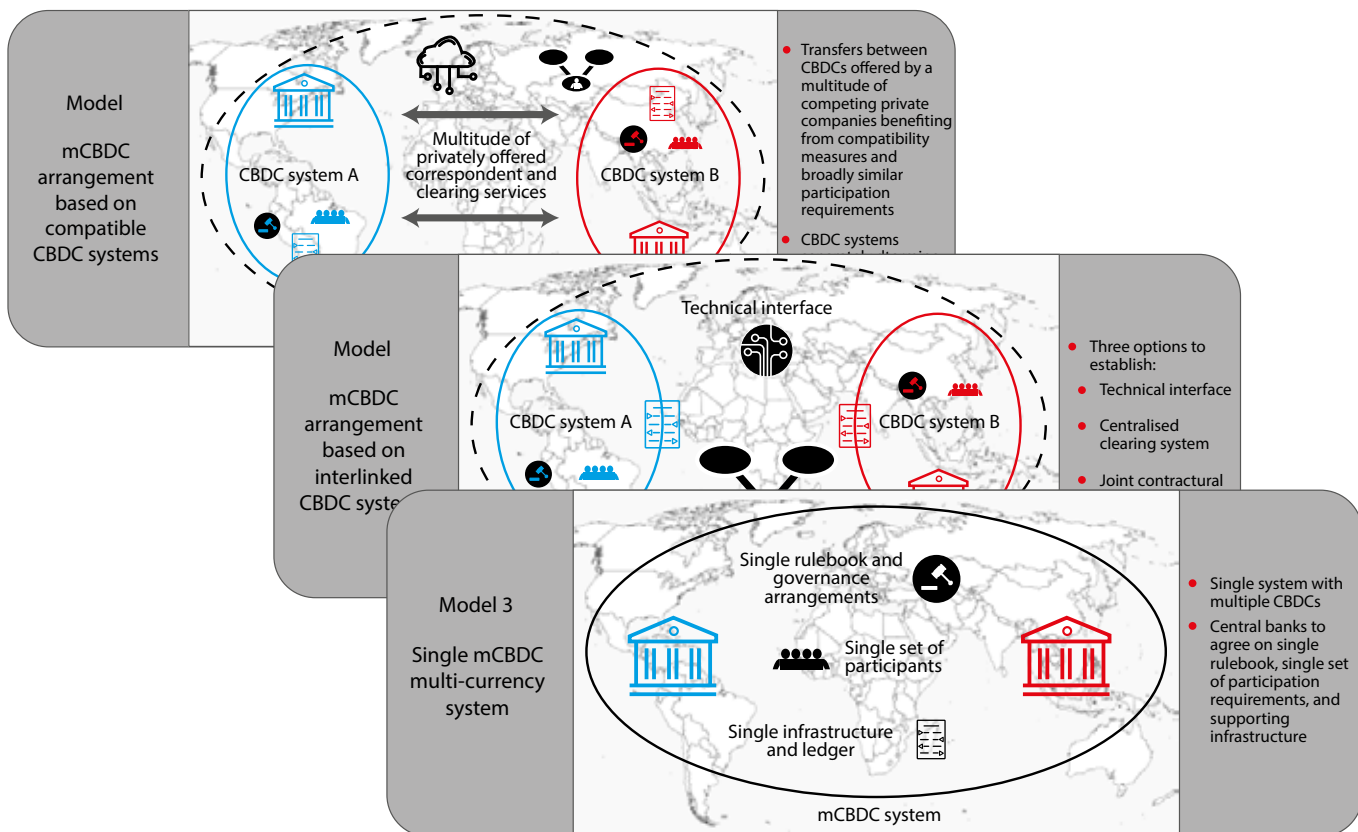 Model
mCBDC
arrangement
based on
compatible
CBDC systems
CBDC system A
Multitude of
privately offered
correspondent and
clearing services
CBDC system B
Transfers between
CBDCs offered by a
multitude of
competing private
companies benefiting
from compatibility
measures and
broadly similar
participation
requirements
CBDC systems
Model
mCBDC
arrangement
based on
interlinked
CBDC system
Technical interface
CBDC system A
CBDC system B
Three options to
establish:
Technical interface
Centralised
clearing system
Joint contractural
Model 3
Single mCBDC
multi-currency
system
Single rulebook and
governance
arrangements
Single set of
participants
Single infrastructure
and ledger
mCBDC system
Single system with
multiple CBDCs
Central banks to
agree on single
rulebook, single set
of participation
requirements, and
supporting
infrastructure